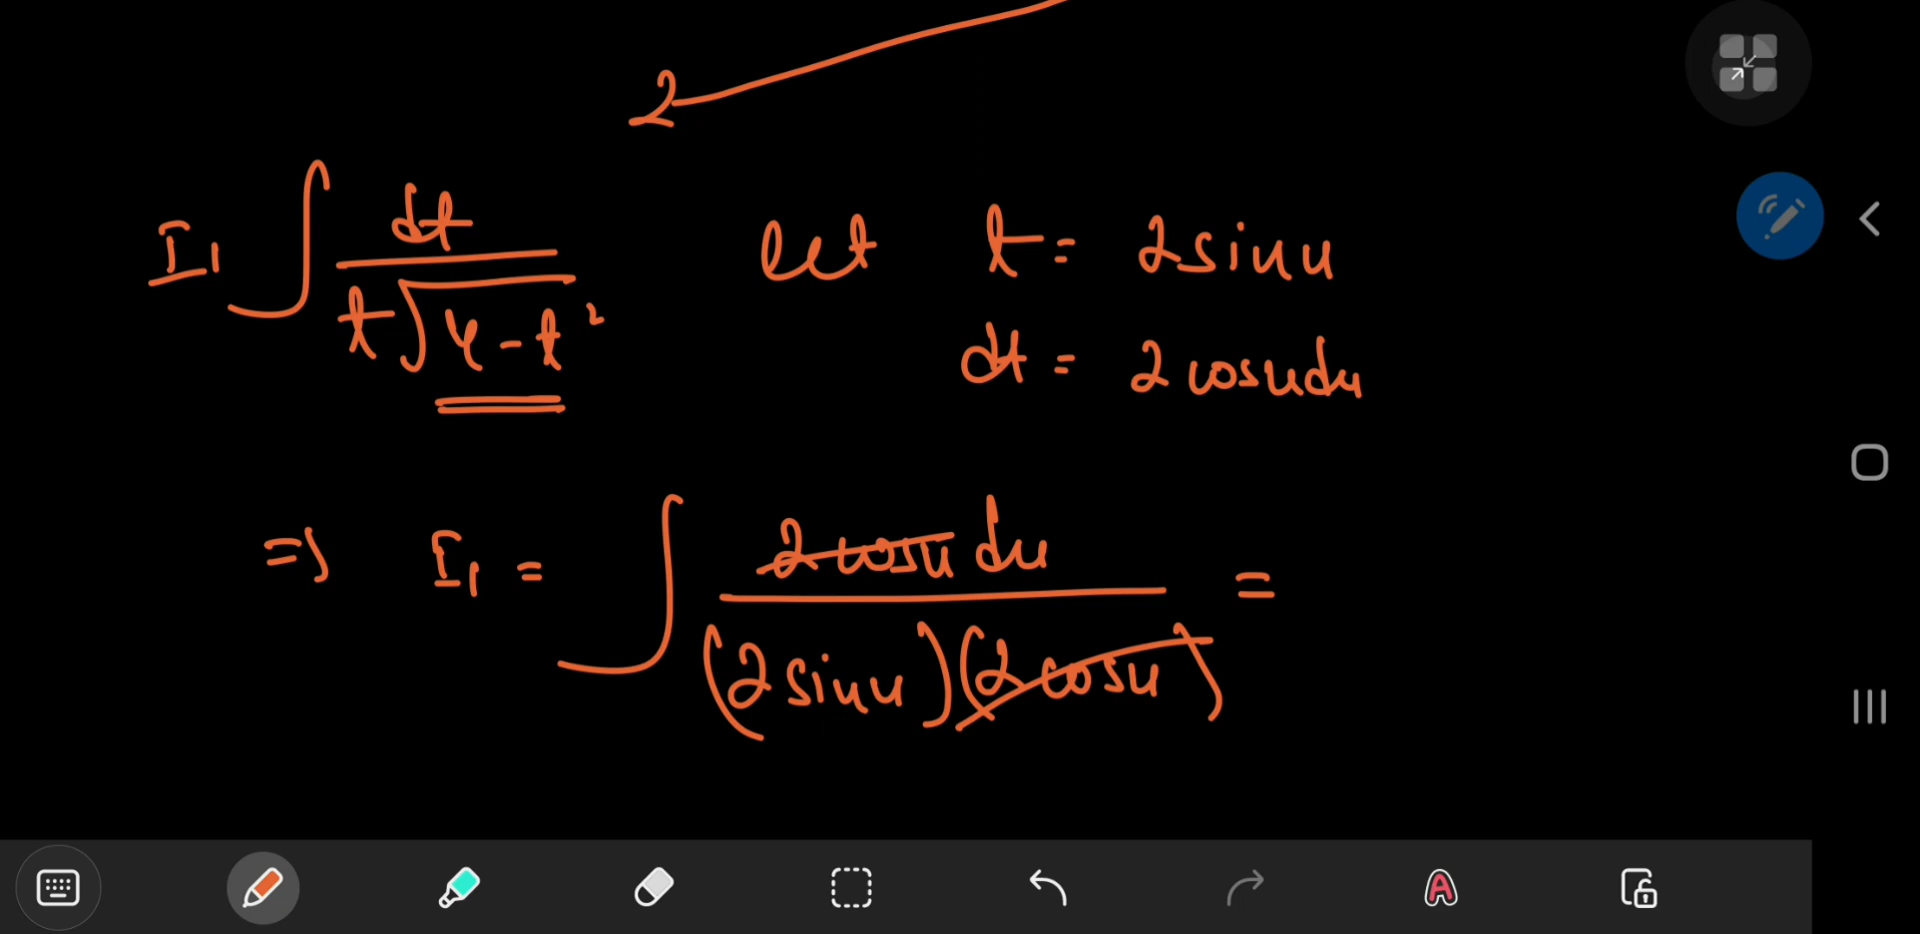 2
I₁ ∫ dt / t√(4-t²) let t = 2sinu
dt = 2cosudu
=> I₁ = ∫ 2cosu du / (2sinu)(2cosu) =
A